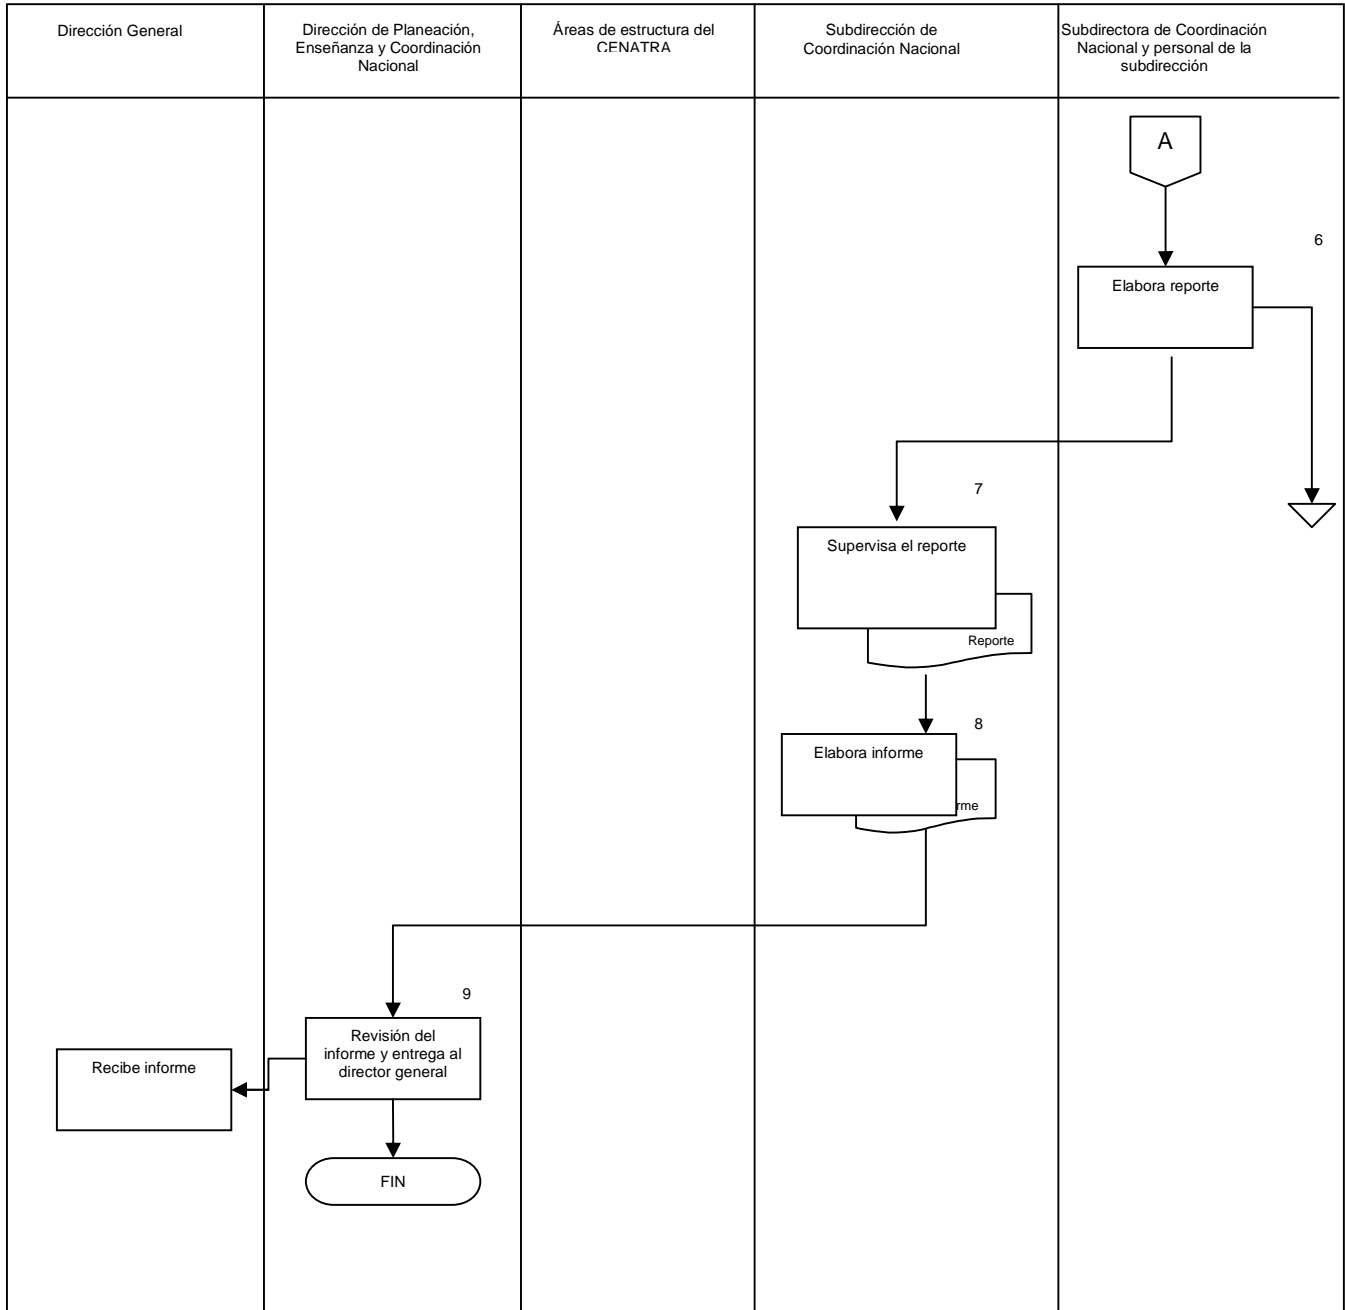 Dirección General
Dirección de Planeación,
Enseñanza y Coordinación
Nacional
Áreas de estructura del
CENATRA
Subdirección de
Coordinación Nacional
Subdirectora de Coordinación
Nacional y personal de la
subdirección
A
6
Elabora reporte
7
Supervisa el reporte
Reporte
8
Elabora informe
rme
9
Revisión del
informe y entrega al
director general
Recibe informe
FIN